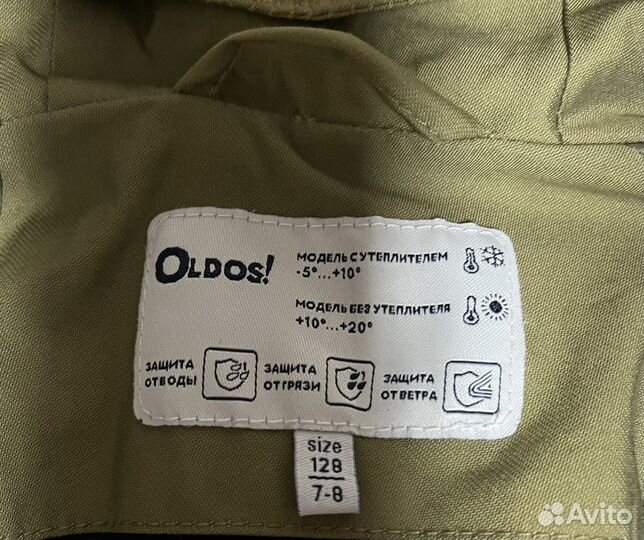 OLDOS!
МОДЕЛЬ С УТЕПЛИТЕЛЕМ
-5°...+10°
МОДЕЛЬ БЕЗ УТЕПЛИТЕЛЯ
+10°...+20°
ЗАЩИТА
ОТ ВОДЫ
ЗАЩИТА
ОТ ГРЯЗИ
ЗАЩИТА
ОТ ВЕТРА
size
128
7-8
Avito